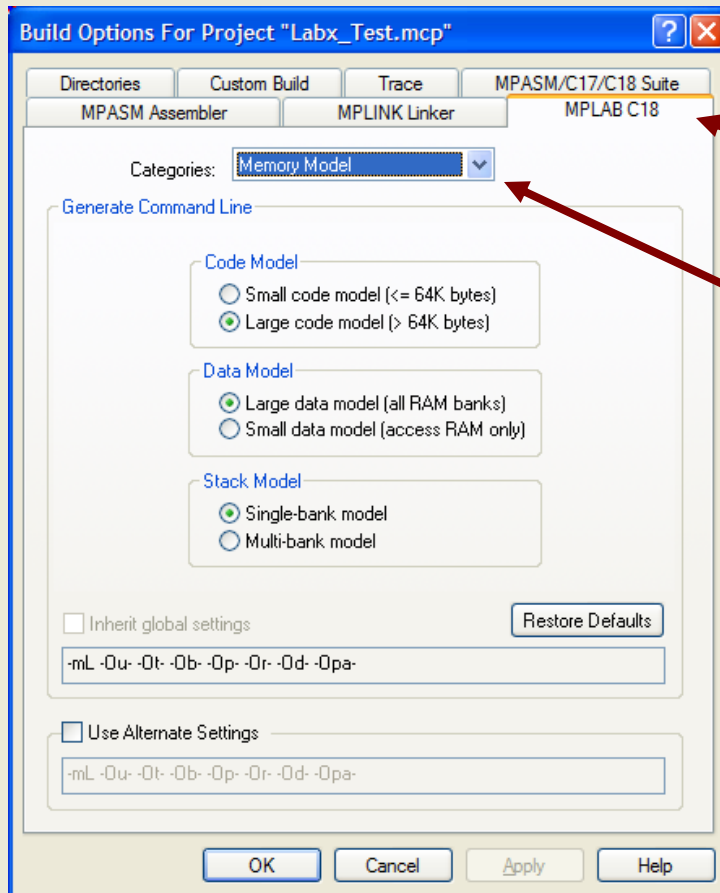 Build Options For Project "Labx_Test.mcp"
Directories Custom Build Trace MPASM/C17/C18 Suite
MPASM Assembler MPLINK Linker MPLAB C18
Categories: Memory Model
Generate Command Line
Code Model
Small code model (<= 64K bytes)
Large code model (> 64K bytes)
Data Model
Large data model (all RAM banks)
Small data model (access RAM only)
Stack Model
Single-bank model
Multi-bank model
Inherit global settings Restore Defaults
-mL -Ou- -Ot- -Ob- -Op- -Or- -Od- -Opa-
Use Alternate Settings
-mL -Ou- -Ot- -Ob- -Op- -Or- -Od- -Opa-
OK Cancel Apply Help